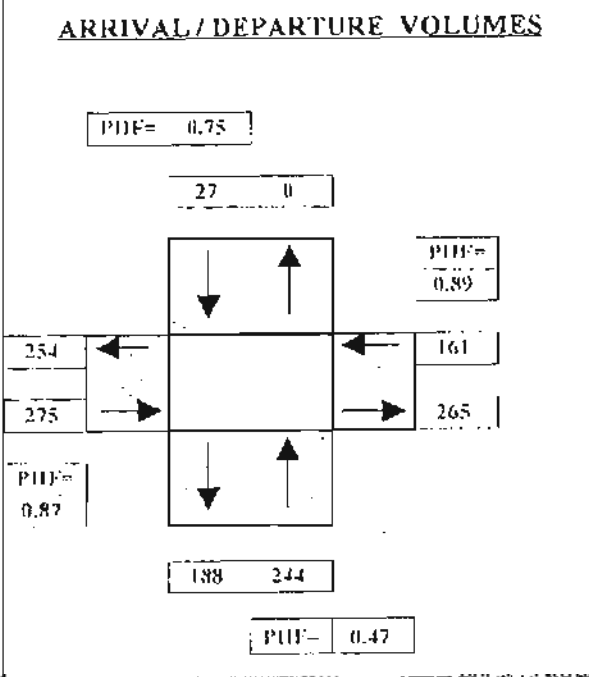 ARRIVAL/DEPARTURE VOLUMES
PHF= 0.75
27 0
PHF=
0.89
254
161
275
265
PHF=
0.87
188 244
PHF= 0.47